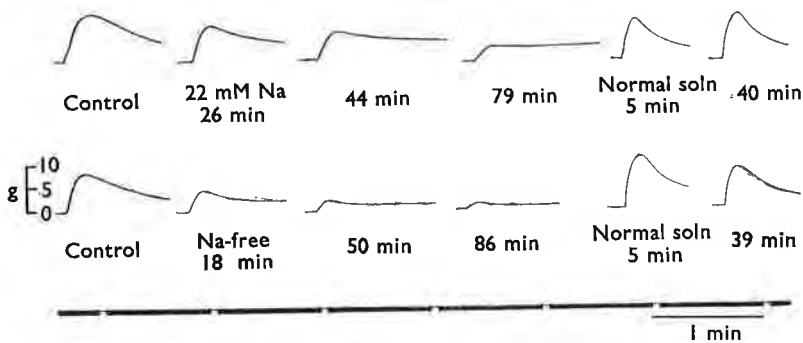 Control
22 mM Na
26 min
44 min
79 min
Normal soln
5 min
40 min
g
10
5
0
Control
Na-free
18 min
50 min
86 min
Normal soln
5 min
39 min
1 min